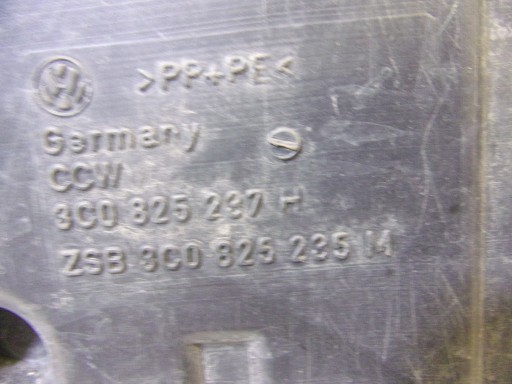 >PP+PE<
Germany
CCW
3C0 825 237 H
ZSB 3C0 825 235 M